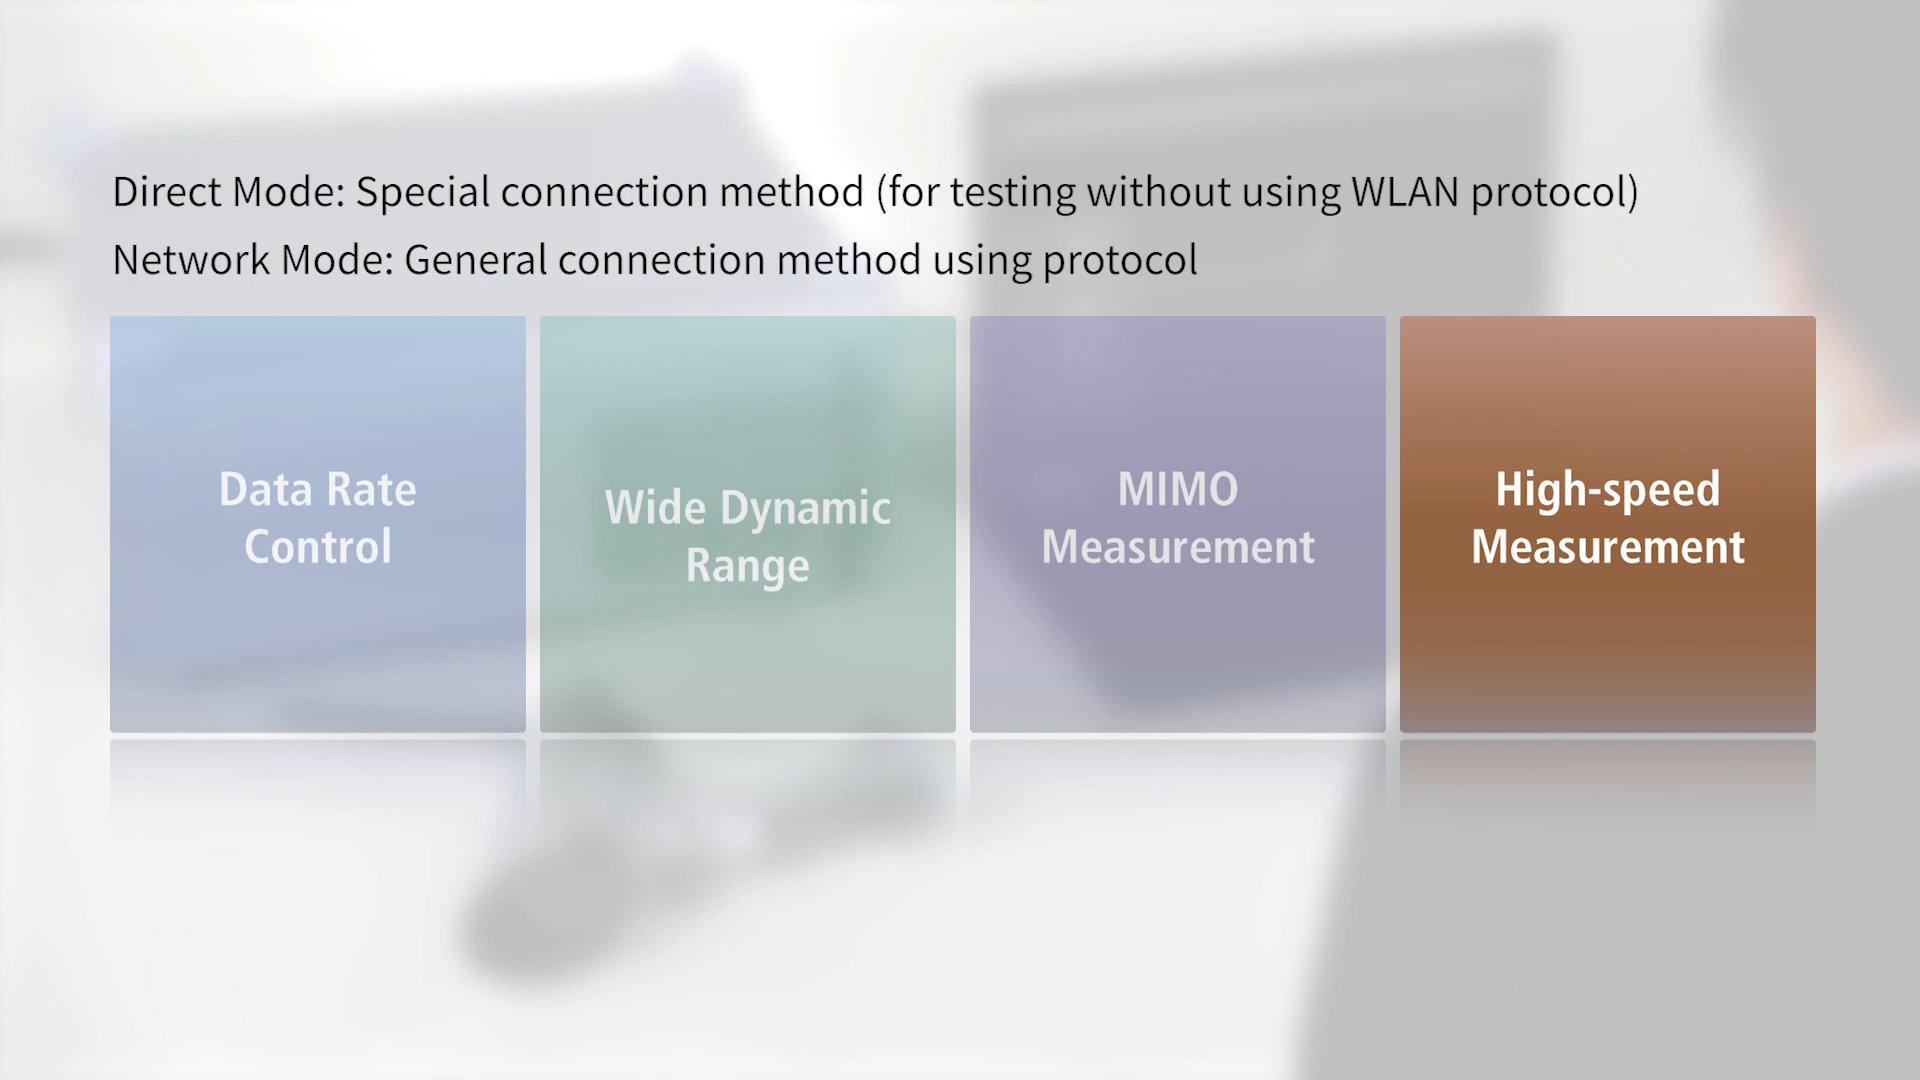 Direct Mode: Special connection method (for testing without using WLAN protocol)
Network Mode: General connection method using protocol
Data Rate
Control
Wide Dynamic
Range
MIMO
Measurement
High-speed
Measurement